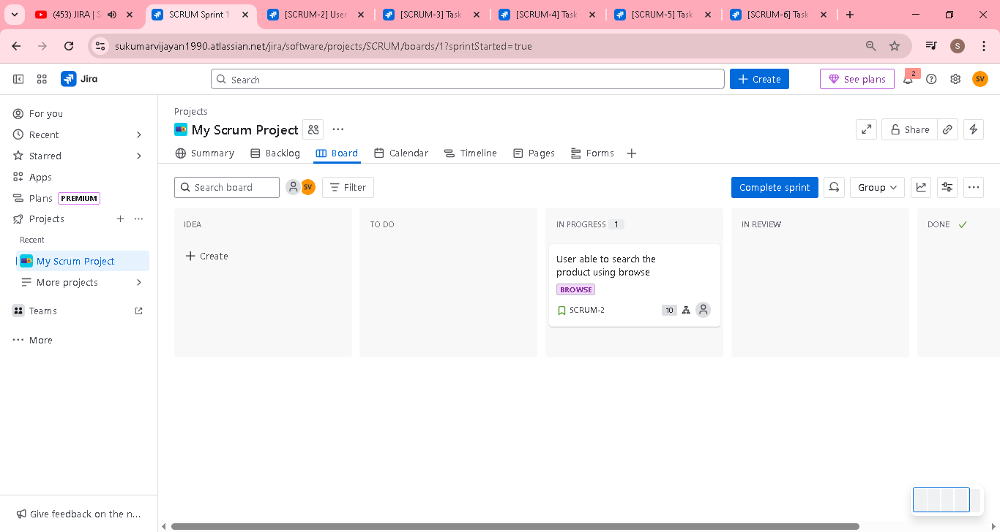 (453) JIRA | S
SCRUM Sprint 1
[SCRUM-2] User
[SCRUM-3] Task
[SCRUM-4] Task
[SCRUM-5] Task
[SCRUM-6] Task
sukumarvijayan1990.atlassian.net/jira/software/projects/SCRUM/boards/1?sprintStarted=true
S
Jira
Search
Create
See plans
2
SV
For you
Recent
Starred
Apps
Plans PREMIUM
Projects
Recent
My Scrum Project
More projects
Teams
More
Give feedback on the n...
Projects
My Scrum Project
Share
Summary
Backlog
Board
Calendar
Timeline
Pages
Forms
Search board
SV
Filter
Complete sprint
Group
IDEA
Create
TO DO
IN PROGRESS 1
User able to search the
product using browse
BROWSE
SCRUM-2
10
IN REVIEW
DONE